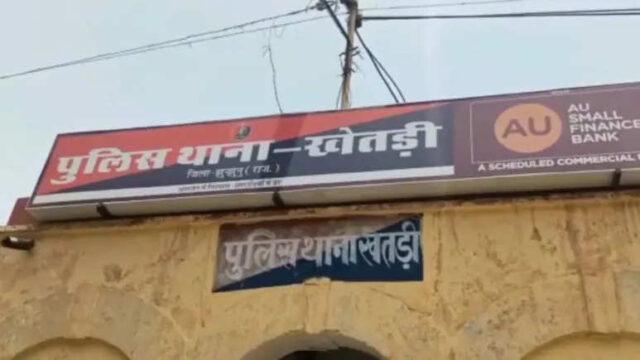 पुलिस थाना-खेतड़ी
जिला-झुन्झुनू (राज.)
AU
AU
SMALL
FINANCE
BANK
A SCHEDULED COMMERCIAL
पुलिस थाना खेतड़ी